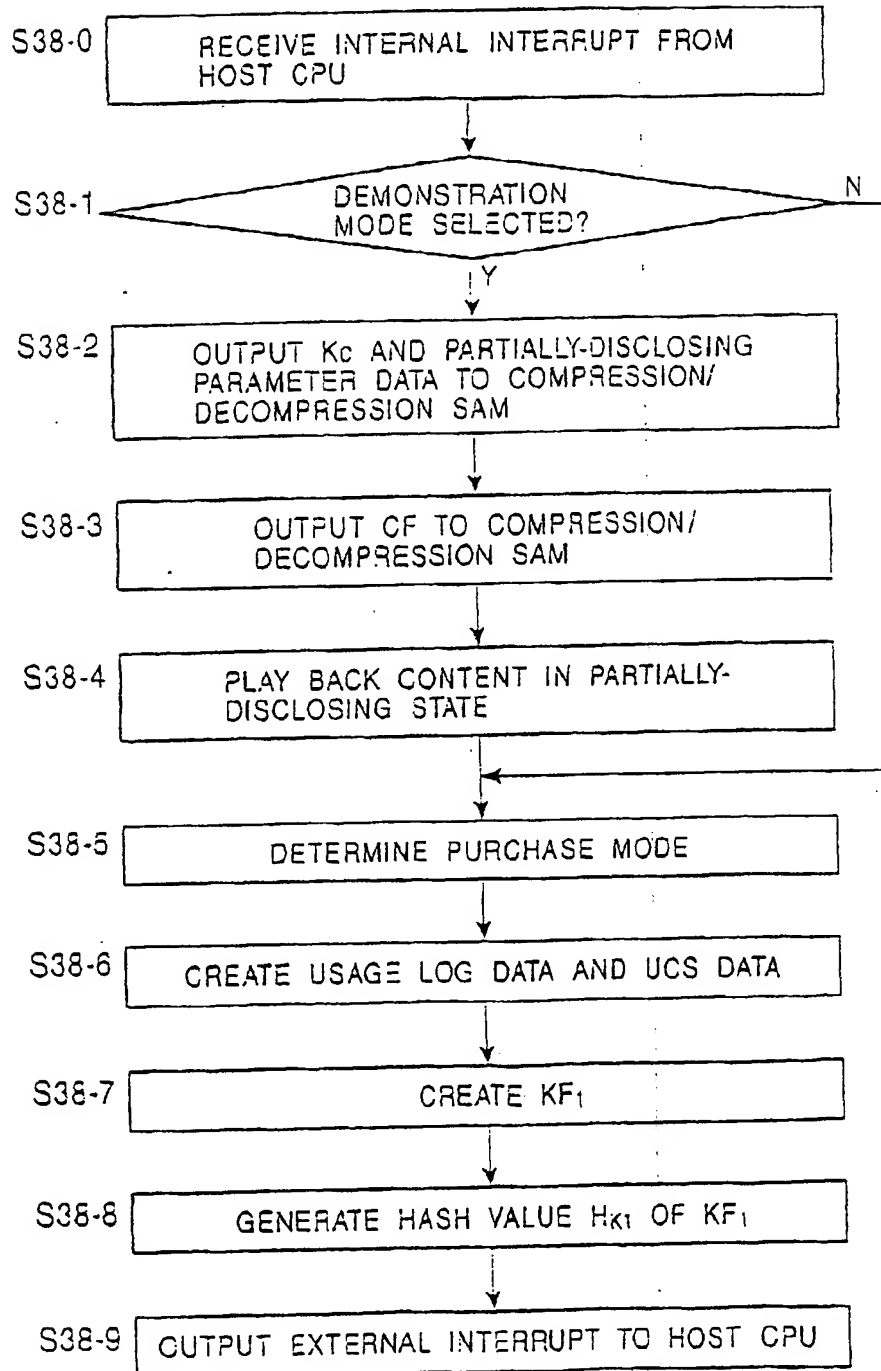 S38-0
RECEIVE INTERNAL INTERRUPT FROM
HOST CPU
S38-1
DEMONSTRATION
MODE SELECTED?
N
Y
S38-2
OUTPUT Kc AND PARTIALLY-DISCLOSING
PARAMETER DATA TO COMPRESSION/
DECOMPRESSION SAM
S38-3
OUTPUT CF TO COMPRESSION/
DECOMPRESSION SAM
S38-4
PLAY BACK CONTENT IN PARTIALLY-
DISCLOSING STATE
S38-5
DETERMINE PURCHASE MODE
S38-6
CREATE USAGE LOG DATA AND UCS DATA
S38-7
CREATE KF₁
S38-8
GENERATE HASH VALUE HK1 OF KF₁
S38-9
OUTPUT EXTERNAL INTERRUPT TO HOST CPU